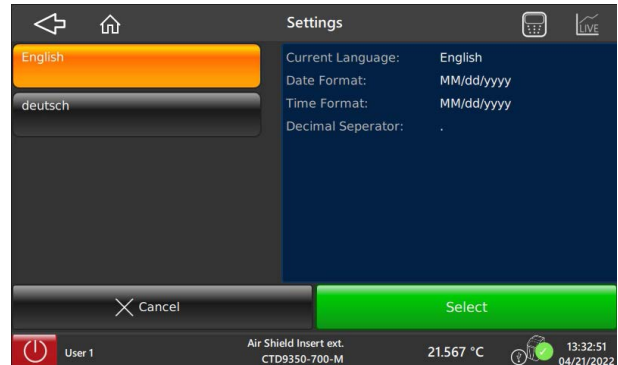 Settings
LIVE
English
deutsch
Current Language: English
Date Format: MM/dd/yyyy
Time Format: MM/dd/yyyy
Decimal Seperator: .
Cancel
Select
User 1
Air Shield Insert ext.
CTD9350-700-M
21.567 °C
13:32:51
04/21/2022